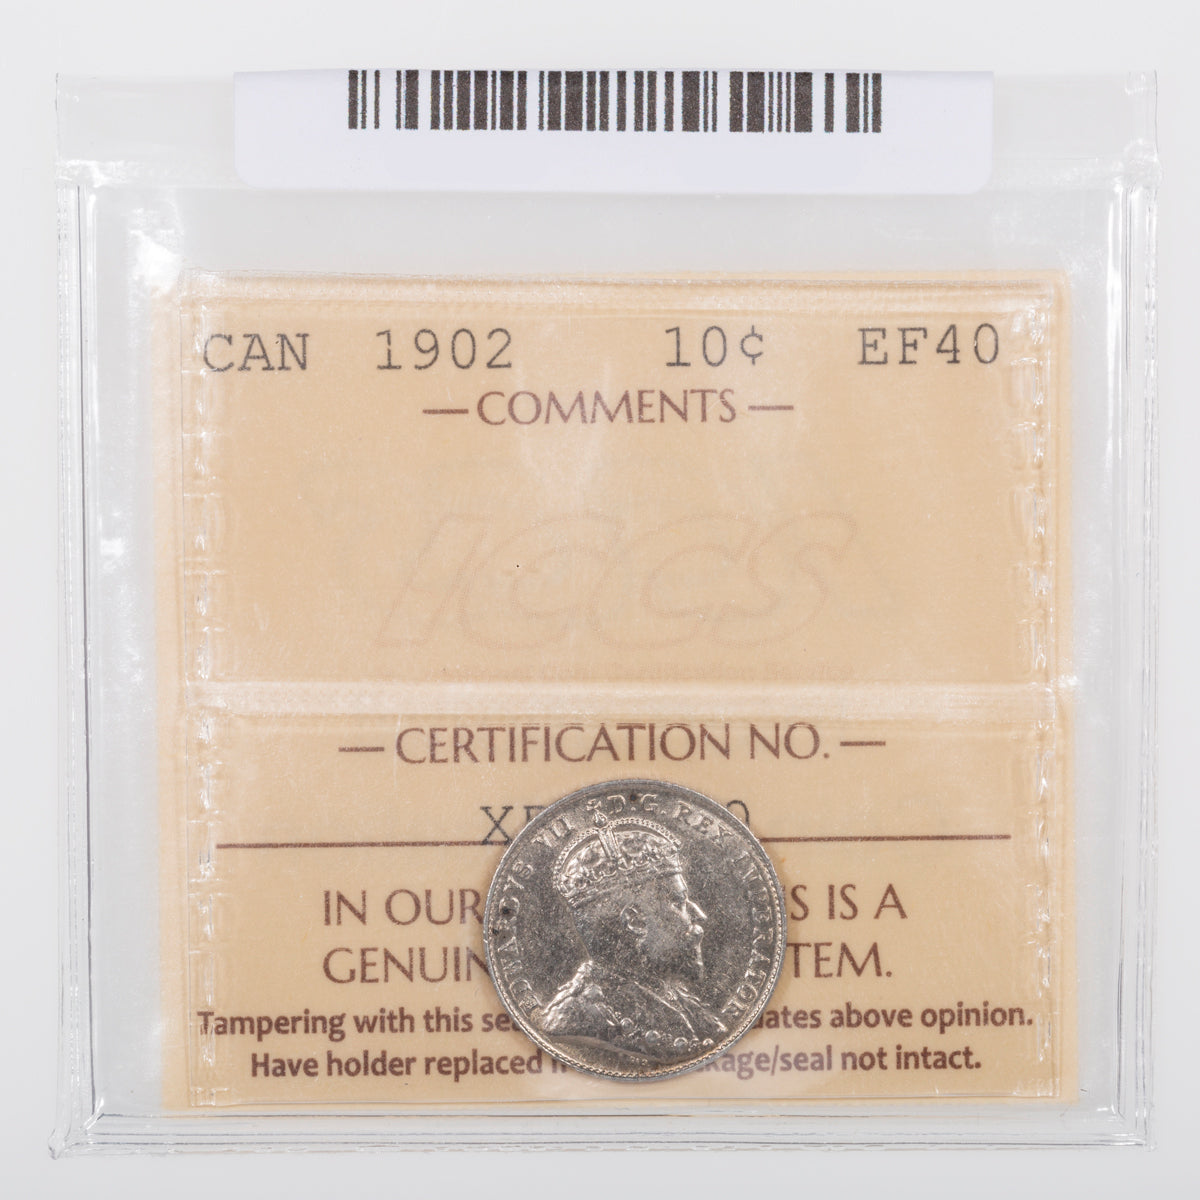 CAN 1902 10¢ EF40
— COMMENTS —
ICCS
— CERTIFICATION NO. —
IN OUR IS A
GENUIN TEM.
Tampering with this sea dates above opinion.
Have holder replaced kage/seal not intact.
EDWARDVS VII D.G. REX IMPERATOR